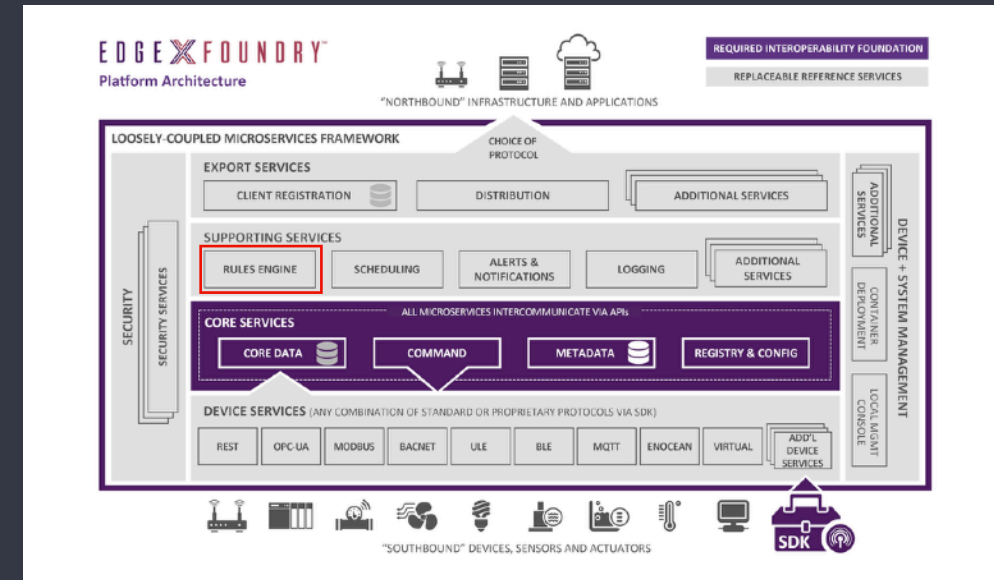 EDGE X FOUNDRY™
Platform Architecture
REQUIRED INTEROPERABILITY FOUNDATION
REPLACEABLE REFERENCE SERVICES
"NORTHBOUND" INFRASTRUCTURE AND APPLICATIONS
LOOSELY-COUPLED MICROSERVICES FRAMEWORK
CHOICE OF
PROTOCOL
EXPORT SERVICES
CLIENT REGISTRATION
DISTRIBUTION
ADDITIONAL SERVICES
SUPPORTING SERVICES
RULES ENGINE
SCHEDULING
ALERTS &
NOTIFICATIONS
LOGGING
ADDITIONAL
SERVICES
ALL MICROSERVICES INTERCOMMUNICATE VIA APIs
CORE SERVICES
CORE DATA
COMMAND
METADATA
REGISTRY & CONFIG
DEVICE SERVICES (ANY COMBINATION OF STANDARD OR PROPRIETARY PROTOCOLS VIA SDK)
REST
OPC-UA
MODBUS
BACNET
ULE
BLE
MQTT
ENOCEAN
VIRTUAL
ADD'L
DEVICE
SERVICES
SECURITY
SECURITY SERVICES
ADDITIONAL
SERVICES
CONTAINER
DEPLOYMENT
LOCAL MGMT
CONSOLE
DEVICE + SYSTEM MANAGEMENT
"SOUTHBOUND" DEVICES, SENSORS AND ACTUATORS
SDK